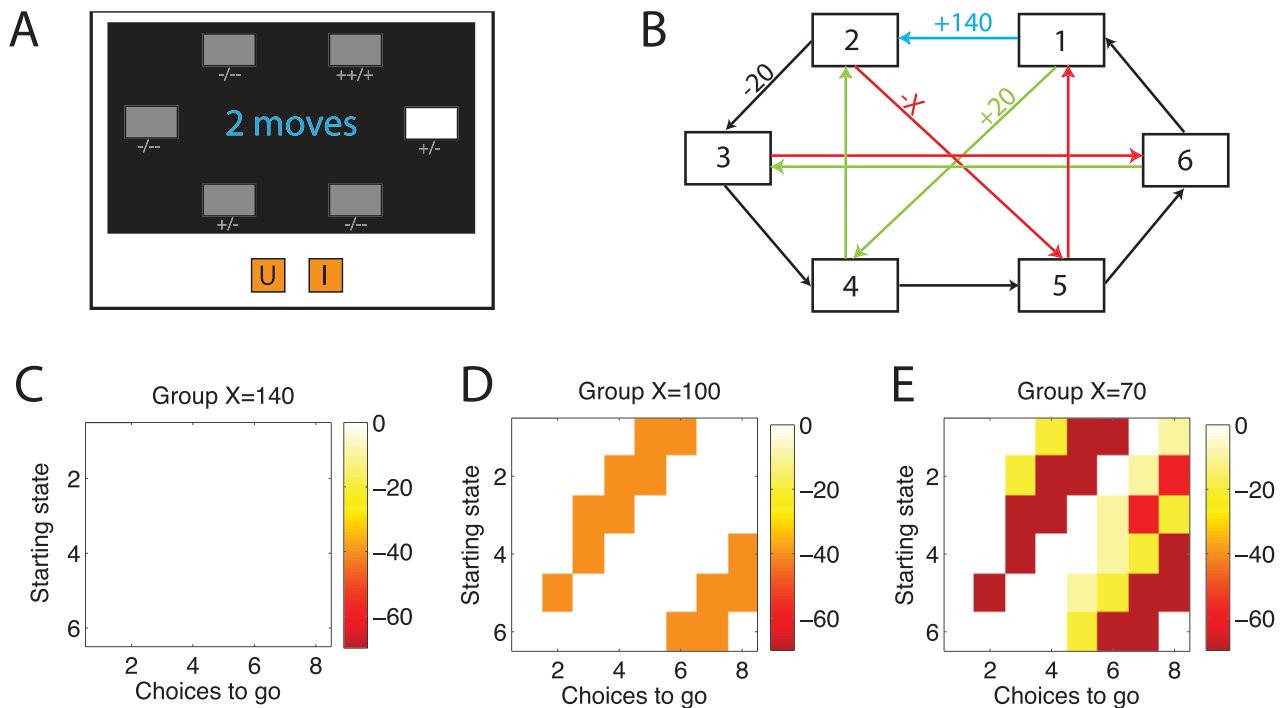 A
-/--
++/+
-/--
2 moves
+/-
+/-
-/--
U
I
B
2
+140
1
-20
-X
+20
3
6
4
5
C
Group X=140
Starting state
2
4
6
2
4
6
8
Choices to go
0
−20
−40
−60
D
Group X=100
Starting state
2
4
6
2
4
6
8
Choices to go
0
−20
−40
−60
E
Group X=70
Starting state
2
4
6
2
4
6
8
Choices to go
0
−20
−40
−60